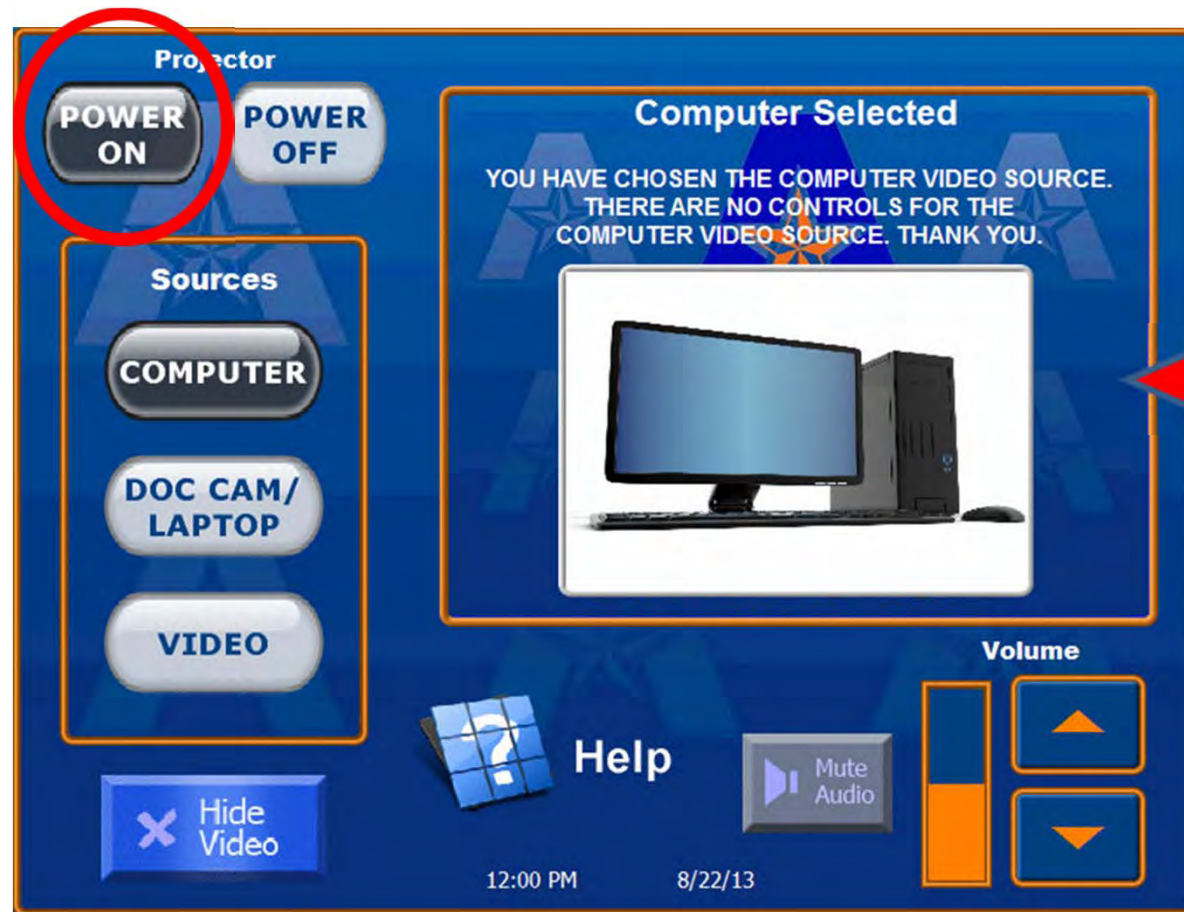 Projector
POWER
ON
POWER
OFF
Sources
COMPUTER
DOC CAM/
LAPTOP
VIDEO
Hide
Video
Computer Selected
YOU HAVE CHOSEN THE COMPUTER VIDEO SOURCE.
THERE ARE NO CONTROLS FOR THE
COMPUTER VIDEO SOURCE. THANK YOU.
?
Help
Mute
Audio
Volume
12:00 PM 8/22/13